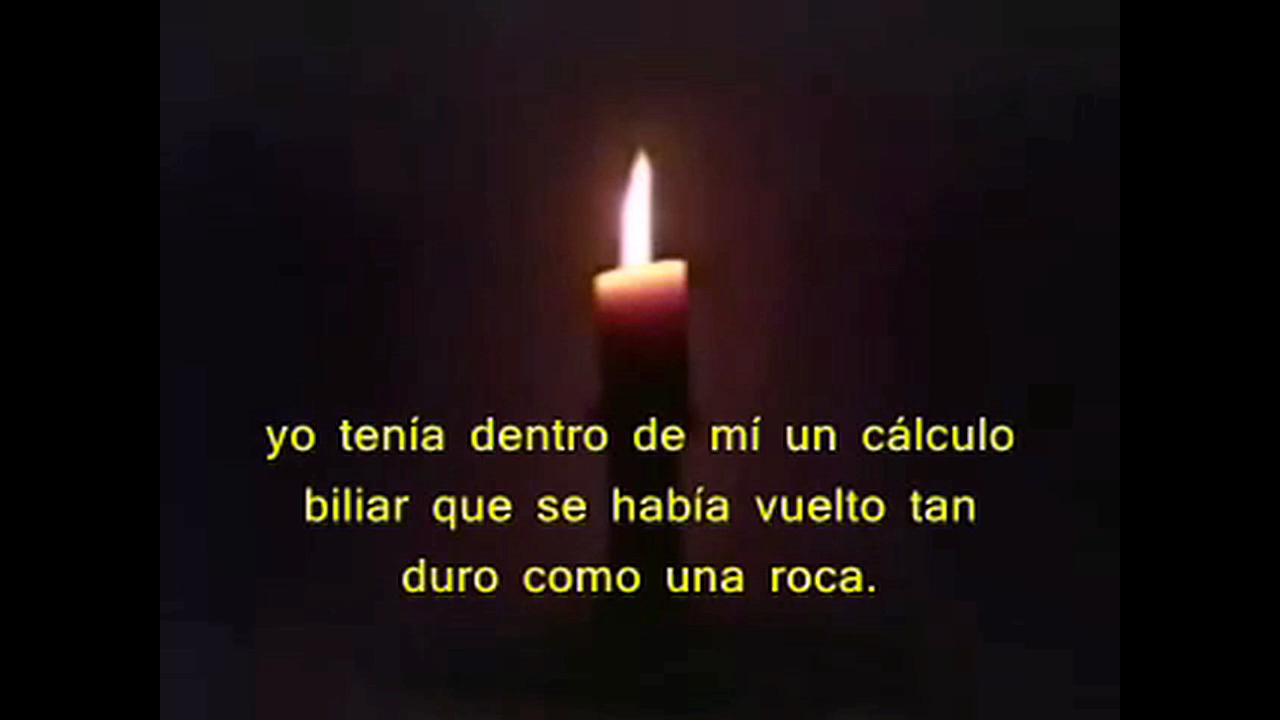 yo tenía dentro de mí un cálculo
biliar que se había vuelto tan
duro como una roca.